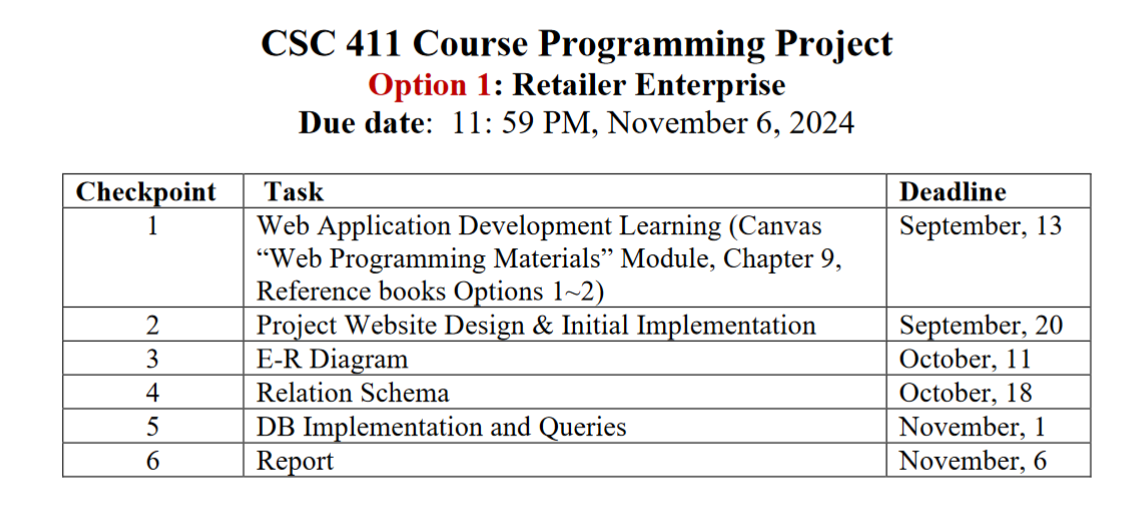 CSC 411 Course Programming Project
Option 1: Retailer Enterprise
Due date:  11: 59 PM, November 6, 2024
Checkpoint Task Deadline
1 Web Application Development Learning (Canvas September, 13
“Web Programming Materials” Module, Chapter 9,
Reference books Options 1~2)
2 Project Website Design & Initial Implementation September, 20
3 E-R Diagram October, 11
4 Relation Schema October, 18
5 DB Implementation and Queries November, 1
6 Report November, 6